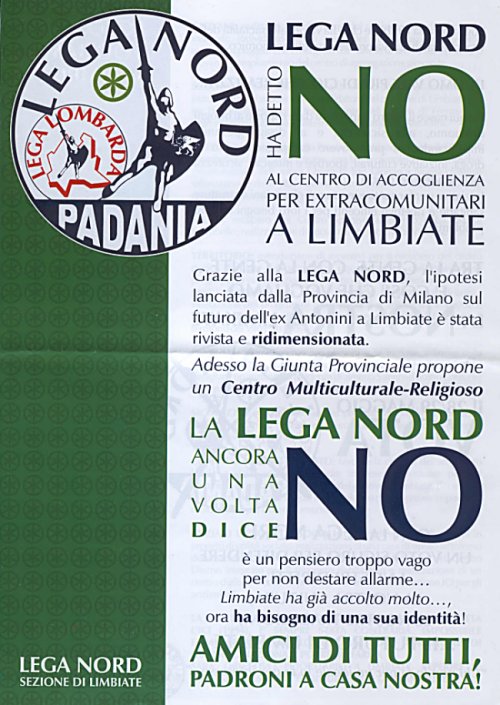 LEGA NORD
LEGA LOMBARDA
PADANIA
LEGA NORD
HA DETTO
NO
AL CENTRO DI ACCOGLIENZA
PER EXTRACOMUNITARI
A LIMBIATE
Grazie alla LEGA NORD, l'ipotesi
lanciata dalla Provincia di Milano sul
futuro dell'ex Antonini a Limbiate è stata
rivista e ridimensionata.
Adesso la Giunta Provinciale propone
un Centro Multiculturale-Religioso
LA LEGA NORD
ANCORA
UNA
VOLTA
DICE
NO
è un pensiero troppo vago
per non destare allarme...
Limbiate ha già accolto molto...,
ora ha bisogno di una sua identità!
AMICI DI TUTTI,
PADRONI A CASA NOSTRA!
LEGA NORD
SEZIONE DI LIMBIATE